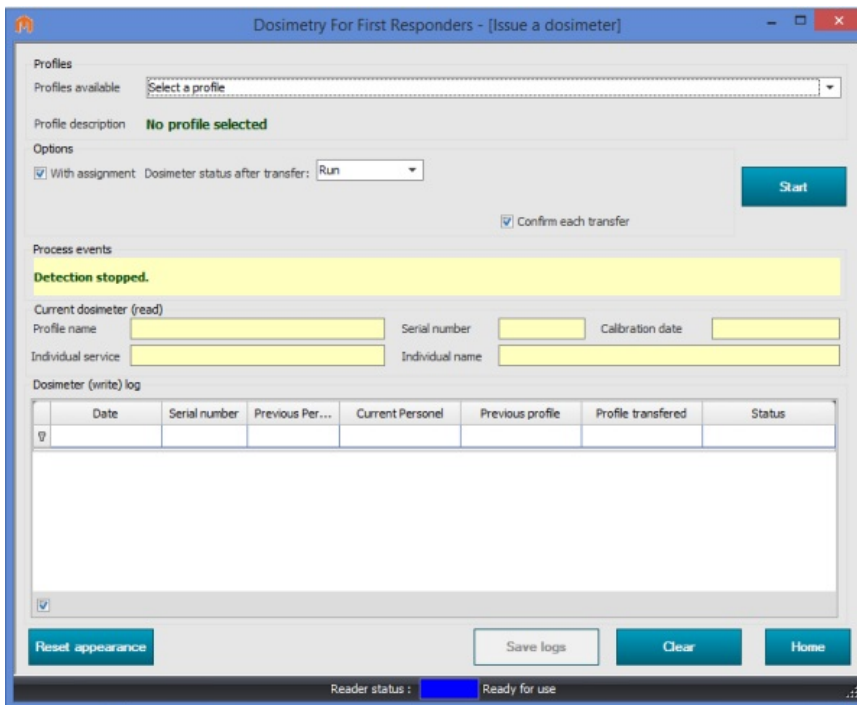 Dosimetry For First Responders - [Issue a dosimeter]
Profiles
Profiles available Select a profile
Profile description No profile selected
Options
With assignment Dosimeter status after transfer: Run
Start
Confirm each transfer
Process events
Detection stopped.
Current dosimeter (read)
Profile name Serial number Calibration date
Individual service Individual name
Dosimeter (write) log
Date Serial number Previous Per... Current Personel Previous profile Profile transfered Status
Reset appearance Save logs Clear Home
Reader status : Ready for use